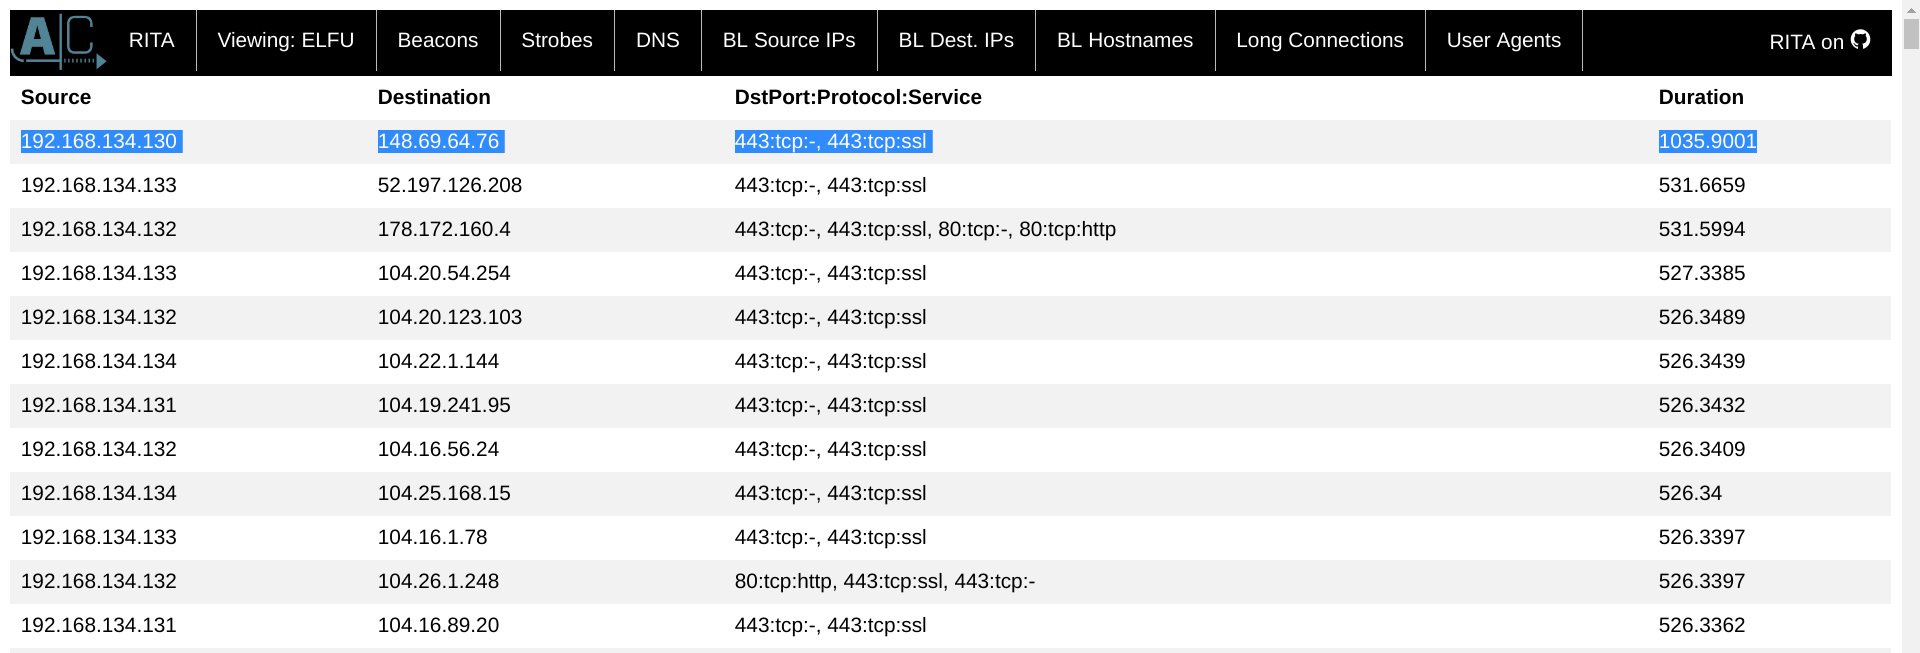 A C RITA Viewing: ELFU Beacons Strobes DNS BL Source IPs BL Dest. IPs BL Hostnames Long Connections User Agents RITA on
Source Destination DstPort:Protocol:Service Duration
192.168.134.130 148.69.64.76 443:tcp:-, 443:tcp:ssl 1035.9001
192.168.134.133 52.197.126.208 443:tcp:-, 443:tcp:ssl 531.6659
192.168.134.132 178.172.160.4 443:tcp:-, 443:tcp:ssl, 80:tcp:-, 80:tcp:http 531.5994
192.168.134.133 104.20.54.254 443:tcp:-, 443:tcp:ssl 527.3385
192.168.134.132 104.20.123.103 443:tcp:-, 443:tcp:ssl 526.3489
192.168.134.134 104.22.1.144 443:tcp:-, 443:tcp:ssl 526.3439
192.168.134.131 104.19.241.95 443:tcp:-, 443:tcp:ssl 526.3432
192.168.134.132 104.16.56.24 443:tcp:-, 443:tcp:ssl 526.3409
192.168.134.134 104.25.168.15 443:tcp:-, 443:tcp:ssl 526.34
192.168.134.133 104.16.1.78 443:tcp:-, 443:tcp:ssl 526.3397
192.168.134.132 104.26.1.248 80:tcp:http, 443:tcp:ssl, 443:tcp:- 526.3397
192.168.134.131 104.16.89.20 443:tcp:-, 443:tcp:ssl 526.3362